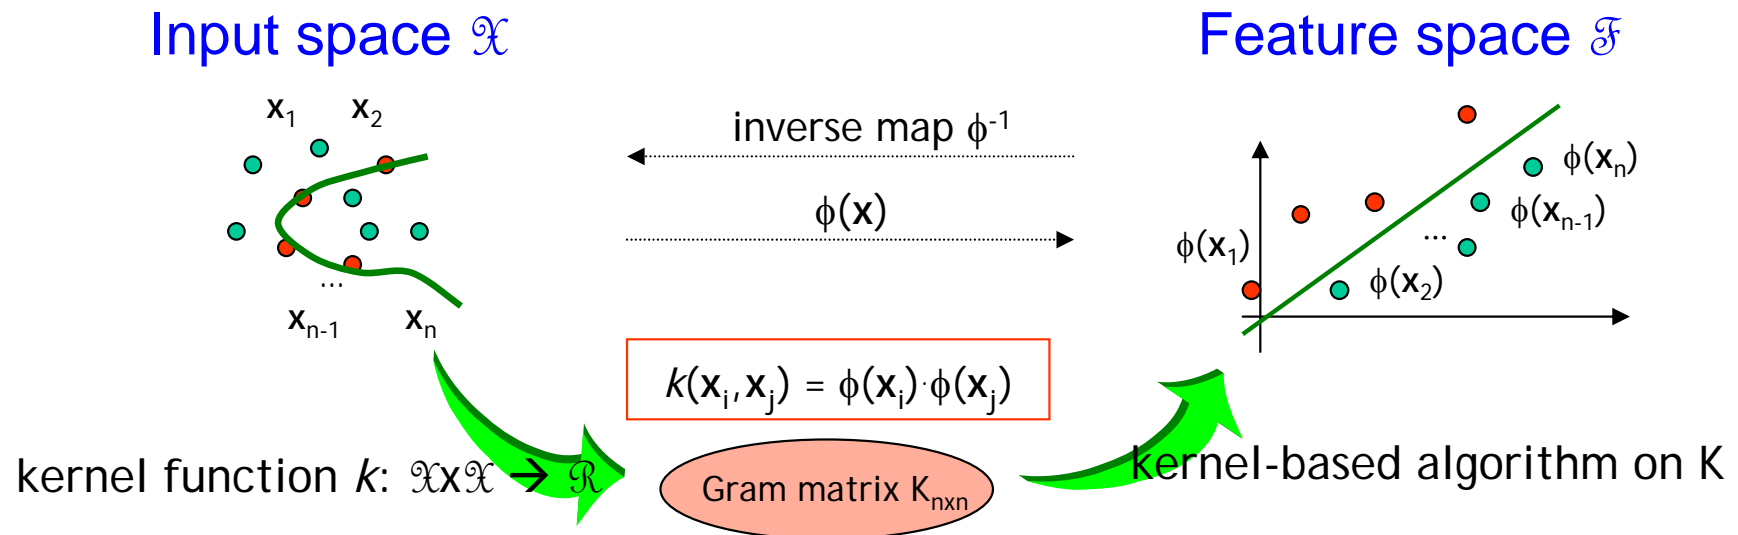 Input space 𝒳
Feature space ℱ
x₁ x₂
inverse map ϕ⁻¹
ϕ(xₙ)
ϕ(x)
ϕ(xₙ₋₁)
...
ϕ(x₁)
ϕ(x₂)
...
xₙ₋₁ xₙ
k(xᵢ,xⱼ) = ϕ(xᵢ)·ϕ(xⱼ)
kernel function k: 𝒳x𝒳 → ℛ
kernel-based algorithm on K
Gram matrix Kₙₓₙ